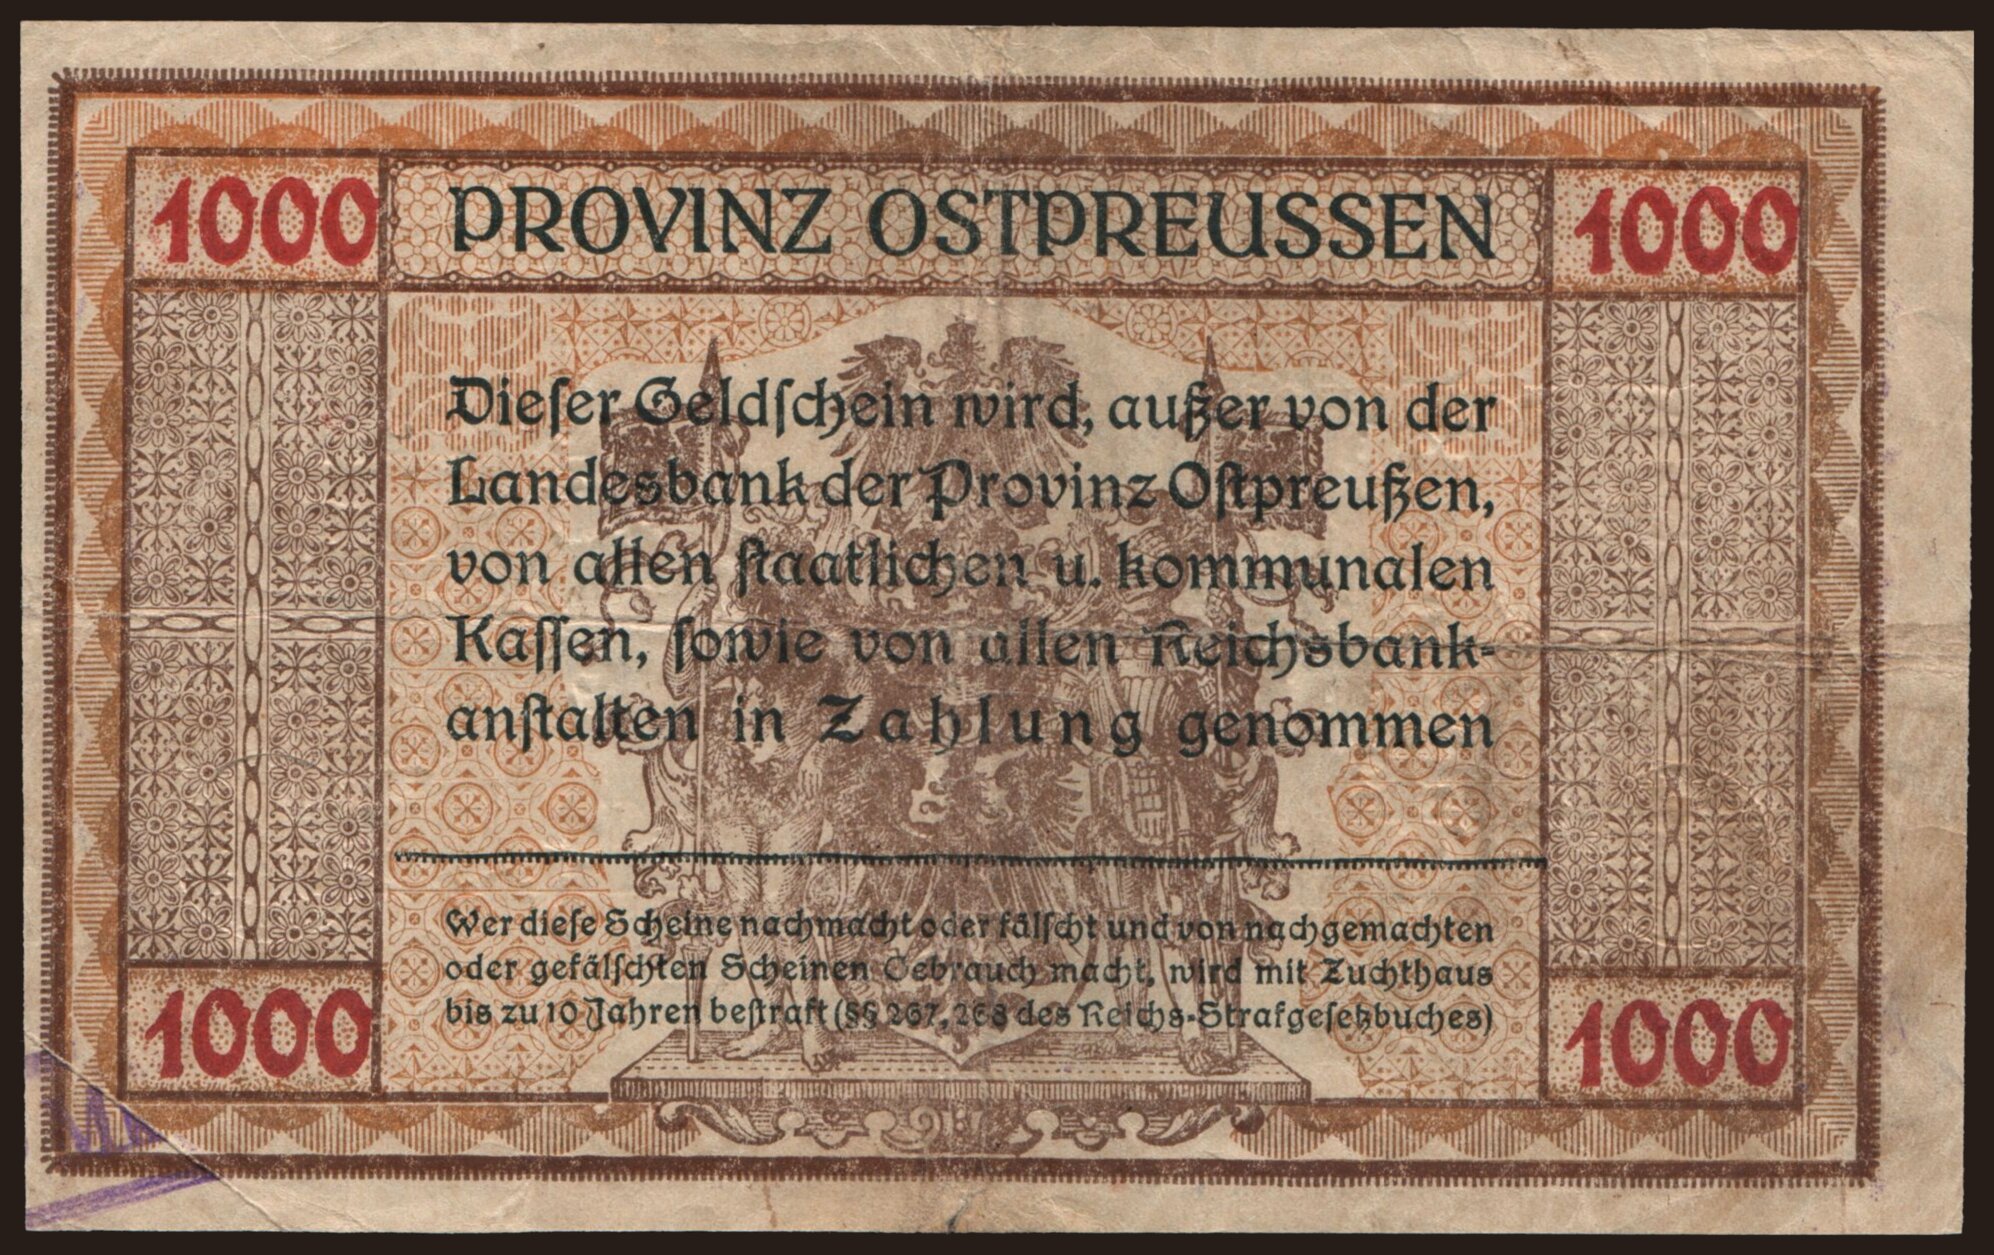 1000 PROVINZ OSTPREUSSEN 1000
Dieſer Geldſchein wird, außer von der
Landesbank der Provinz Oſtpreußen,
von allen ſtaatlichen u. kommunalen
Kaſſen, ſowie von allen Reichsbank-
anſtalten in Zahlung genommen
Wer dieſe Scheine nachmacht oder fälſcht und von nachgemachten
oder gefälſchten Scheinen Gebrauch macht, wird mit Zuchthaus
bis zu 10 Jahren beſtraft (§§ 267, 268 des Reichs-Strafgeſetzbuches)
1000 1000